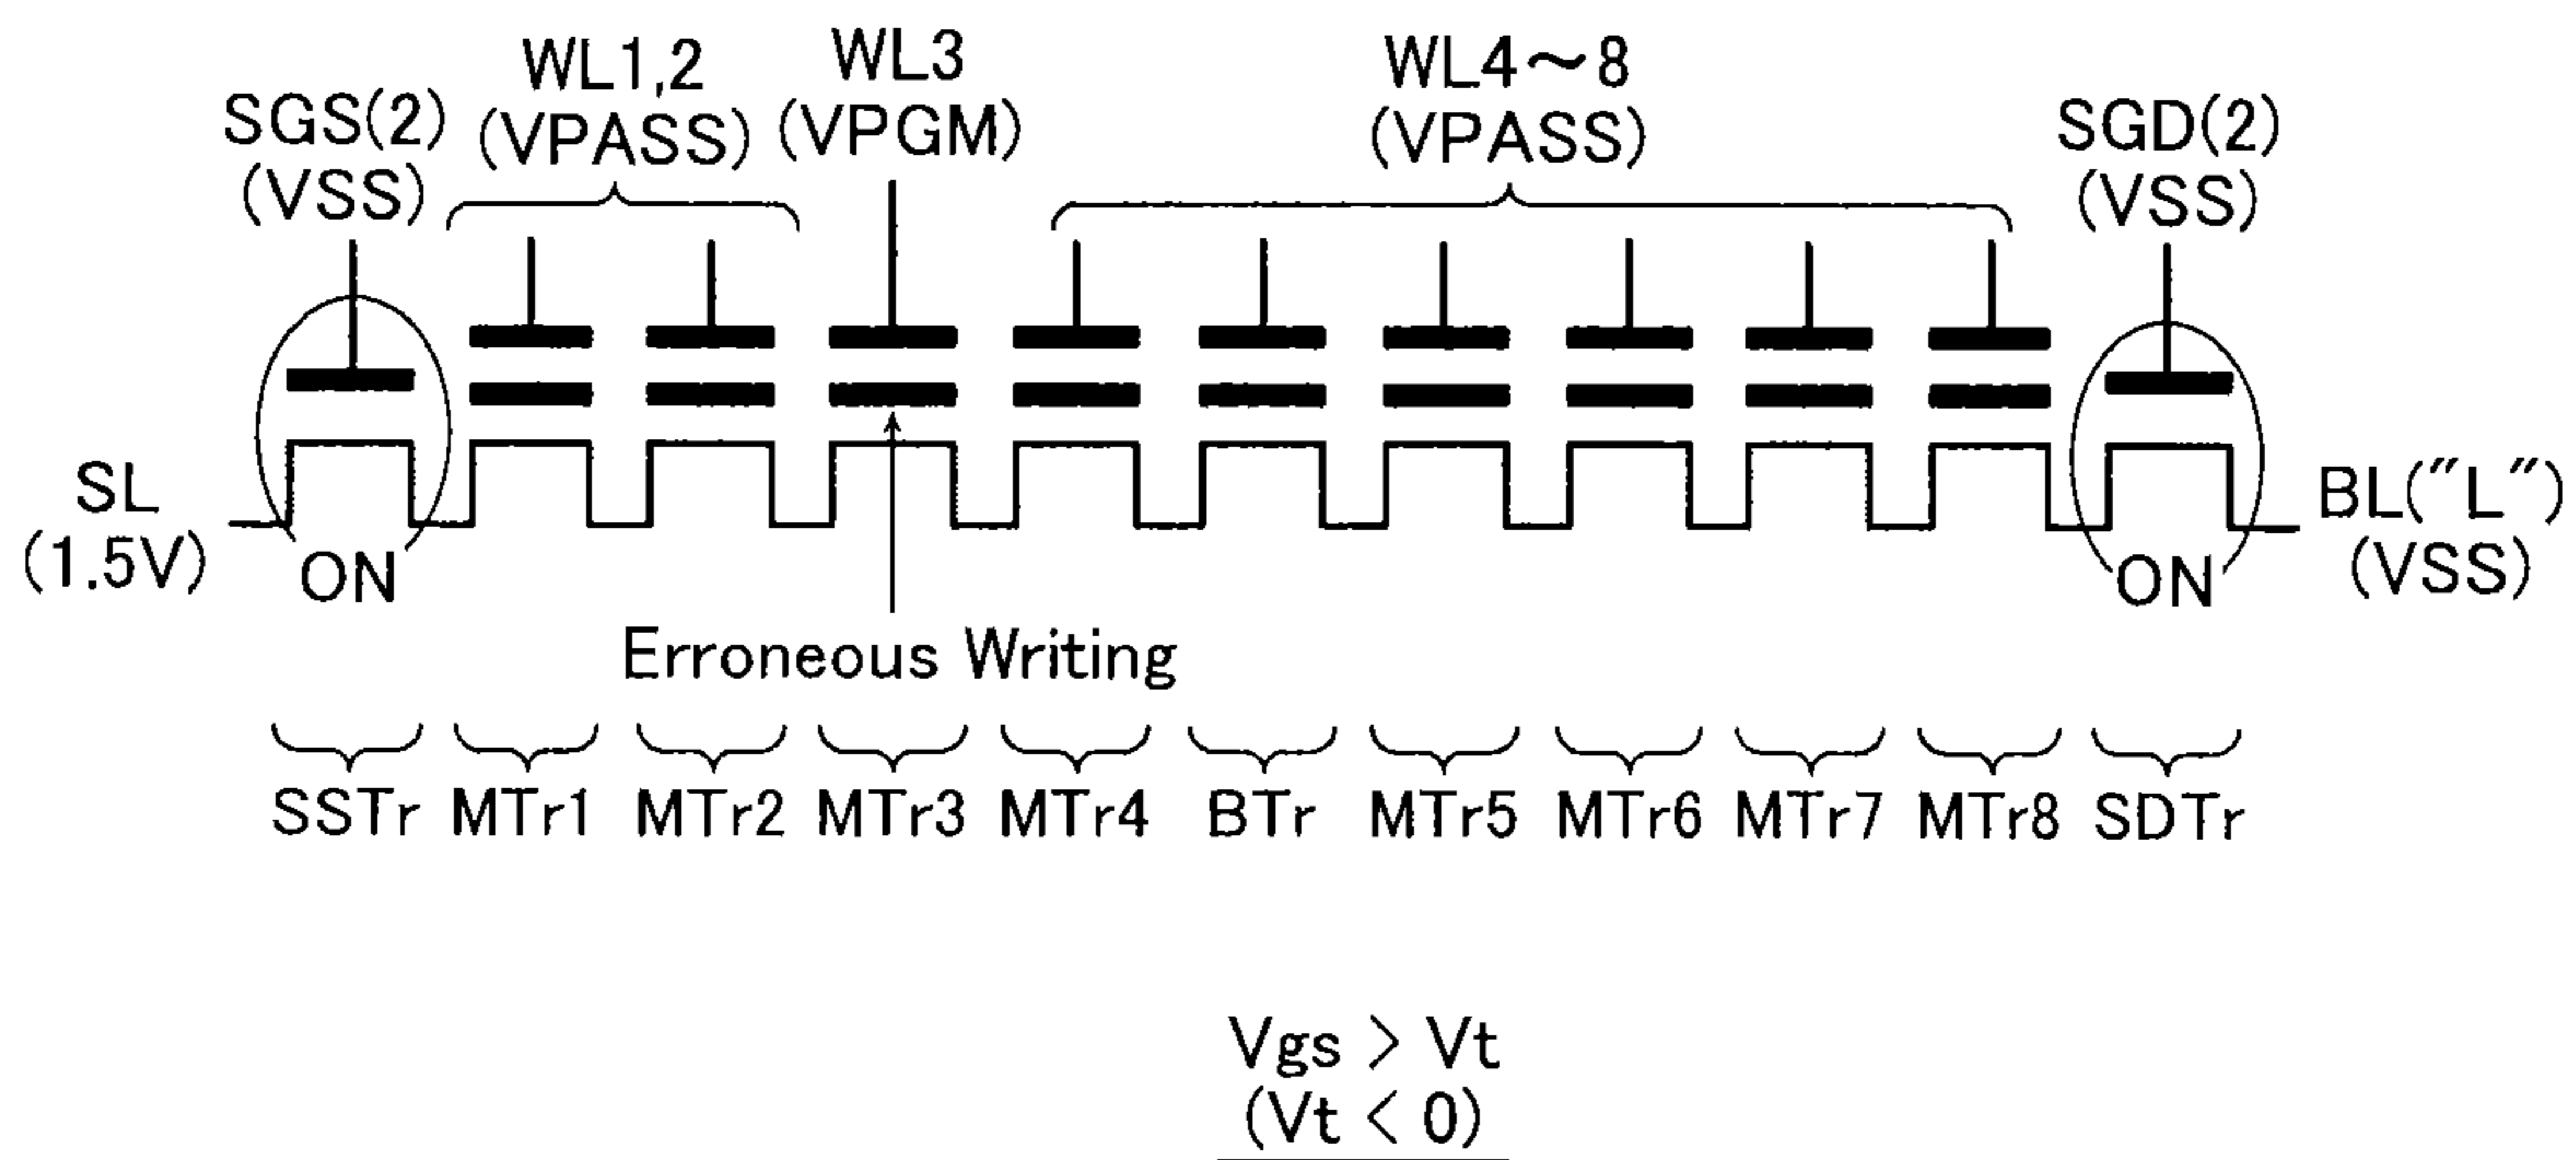 SGS(2)
(VSS)
WL1,2
(VPASS)
WL3
(VPGM)
WL4～8
(VPASS)
SGD(2)
(VSS)
SL
(1.5V)
ON
ON
BL("L")
(VSS)
Erroneous Writing
SSTr MTr1 MTr2 MTr3 MTr4 BTr MTr5 MTr6 MTr7 MTr8 SDTr
Vgs > Vt
(Vt < 0)